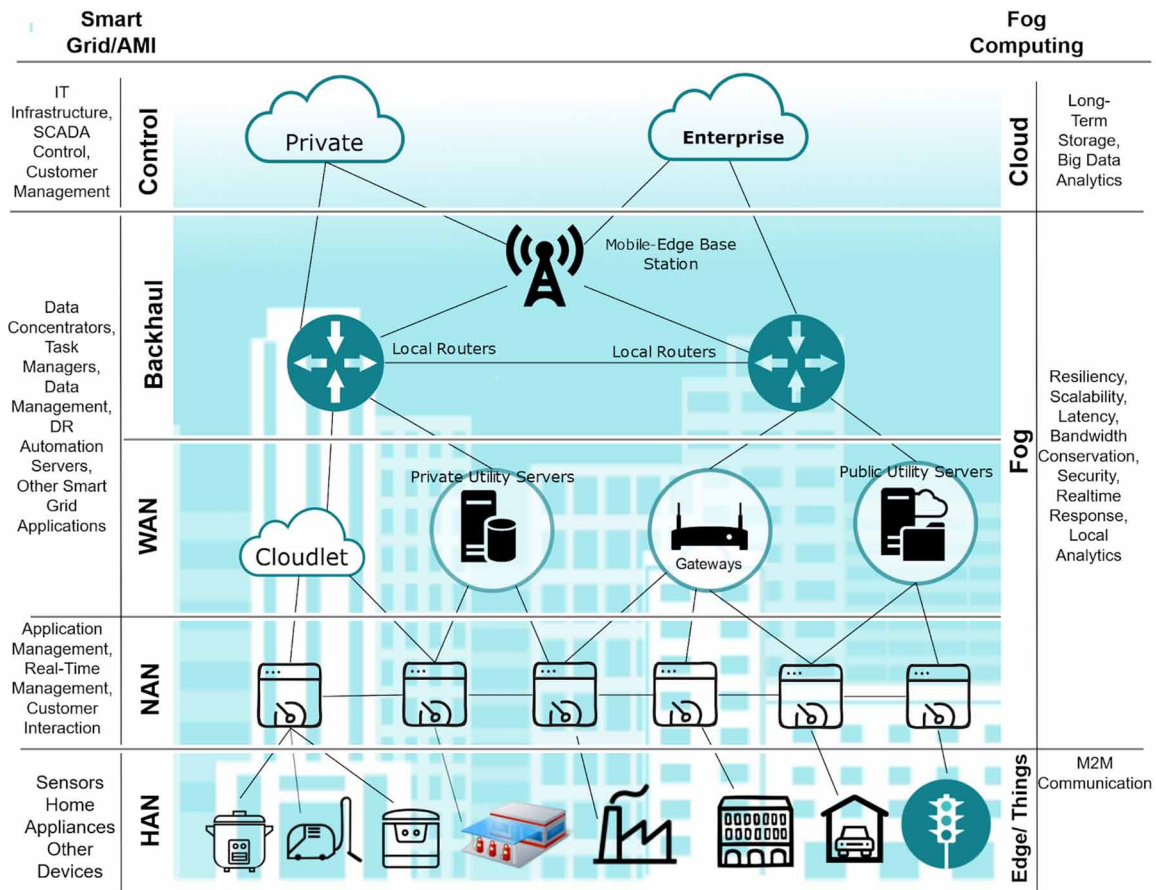 Smart
Grid/AMI
Fog
Computing
IT
Infrastructure,
SCADA
Control,
Customer
Management
Control
Private
Enterprise
Cloud
Long-
Term
Storage,
Big Data
Analytics
Data
Concentrators,
Task
Managers,
Data
Management,
DR
Automation
Servers,
Other Smart
Grid
Applications
Backhaul
Mobile-Edge Base
Station
Local Routers
Local Routers
WAN
Cloudlet
Private Utility Servers
Gateways
Public Utility Servers
Fog
Resiliency,
Scalability,
Latency,
Bandwidth
Conservation,
Security,
Realtime
Response,
Local
Analytics
Application
Management,
Real-Time
Management,
Customer
Interaction
NAN
Sensors
Home
Appliances
Other
Devices
HAN
Edge/ Things
M2M
Communication